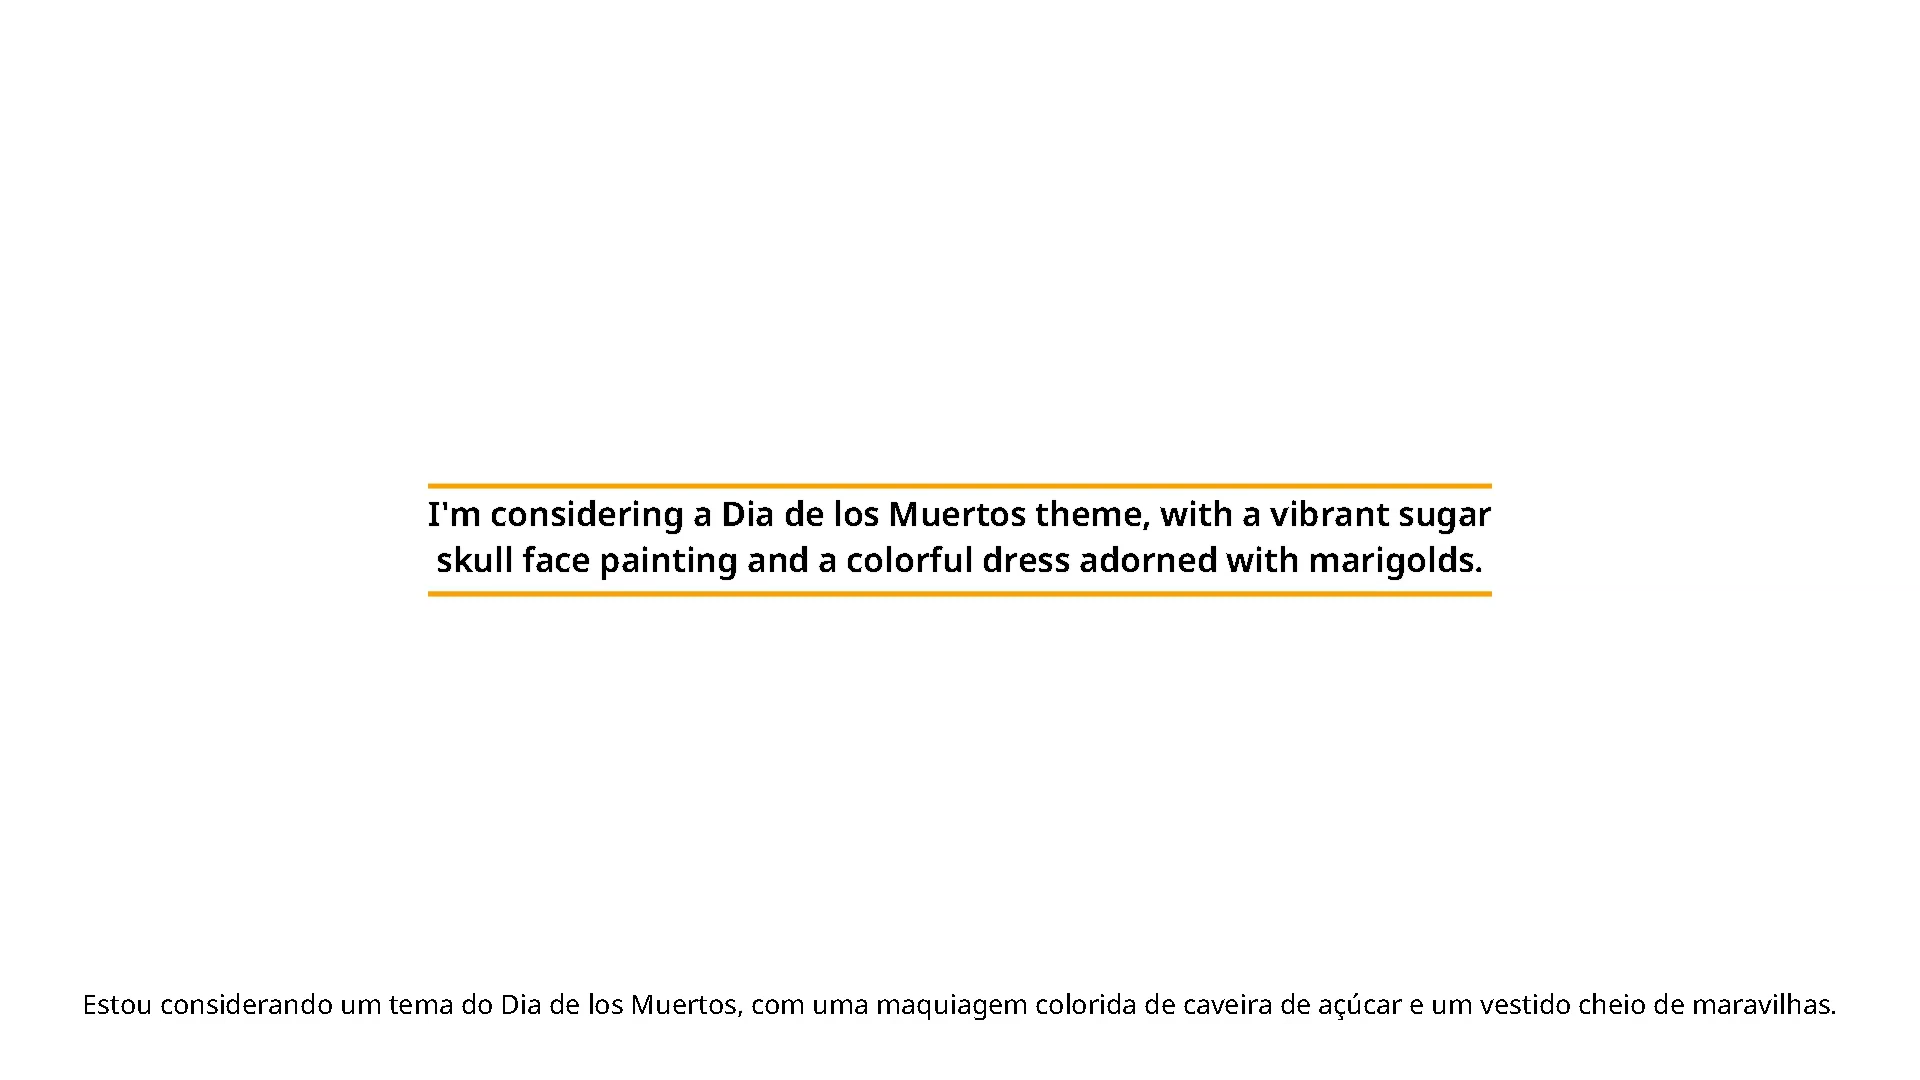 I'm considering a Dia de los Muertos theme, with a vibrant sugar
skull face painting and a colorful dress adorned with marigolds.
Estou considerando um tema do Dia de los Muertos, com uma maquiagem colorida de caveira de açúcar e um vestido cheio de maravilhas.